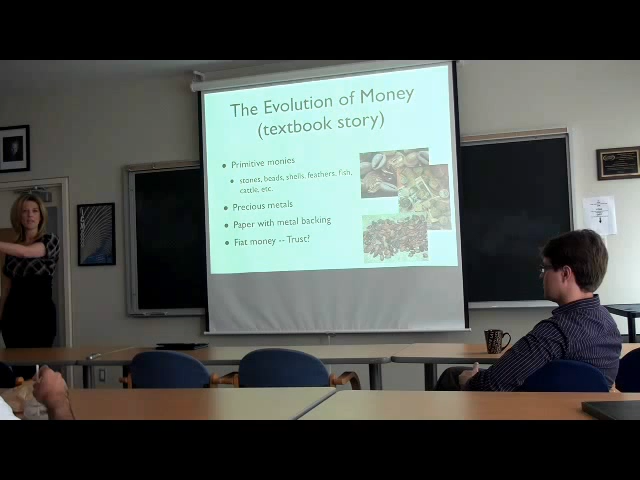 The Evolution of Money
(textbook story)
• Primitive monies
• stones, beads, shells, feathers, fish,
cattle, etc.
• Precious metals
• Paper with metal backing
• Fiat money -- Trust?